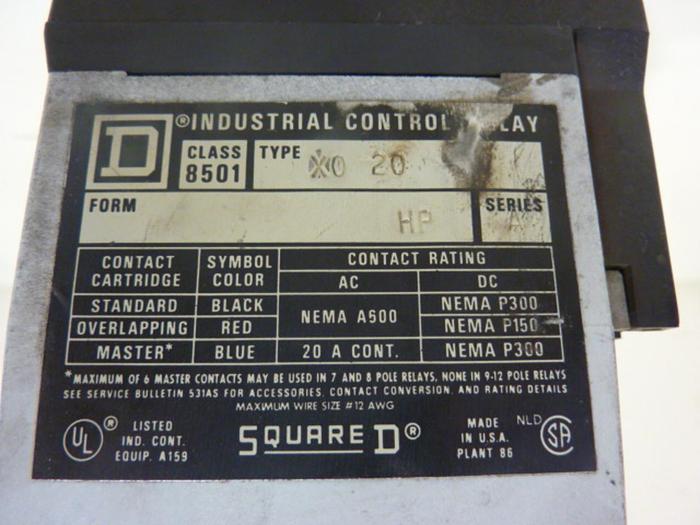 D ® INDUSTRIAL CONTROL RELAY
CLASS 8501 TYPE XO 20
FORM HP SERIES A
CONTACT CARTRIDGE SYMBOL COLOR CONTACT RATING
AC DC
STANDARD BLACK NEMA A600 NEMA P300
OVERLAPPING RED NEMA P150
MASTER* BLUE 20 A CONT. NEMA P300
*MAXIMUM OF 6 MASTER CONTACTS MAY BE USED IN 7 AND 8 POLE RELAYS, NONE IN 9-12 POLE RELAYS
SEE SERVICE BULLETIN 531AS FOR ACCESSORIES, CONTACT CONVERSION, AND RATING DETAILS
MAXIMUM WIRE SIZE #12 AWG
UL ® LISTED IND. CONT. EQUIP. A159
SQUARE D ®
MADE IN U.S.A. PLANT 86
NLD SA ®